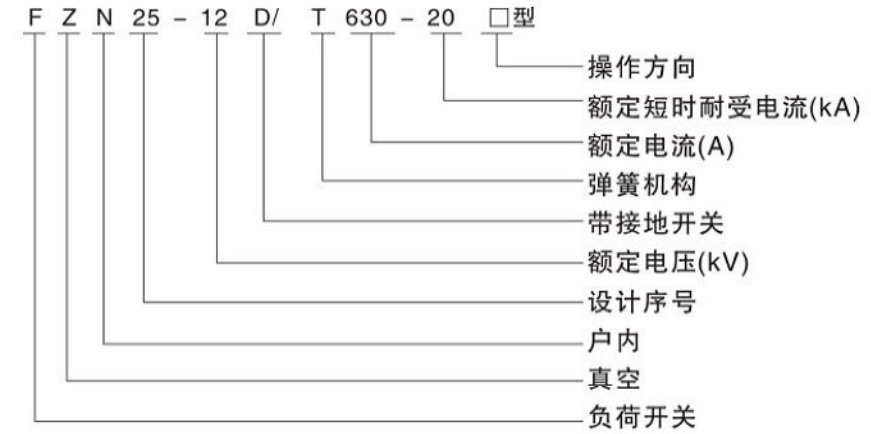 F Z N 25 - 12 D/ T 630 - 20 □型
操作方向
额定短时耐受电流(kA)
额定电流(A)
弹簧机构
带接地开关
额定电压(kV)
设计序号
户内
真空
负荷开关